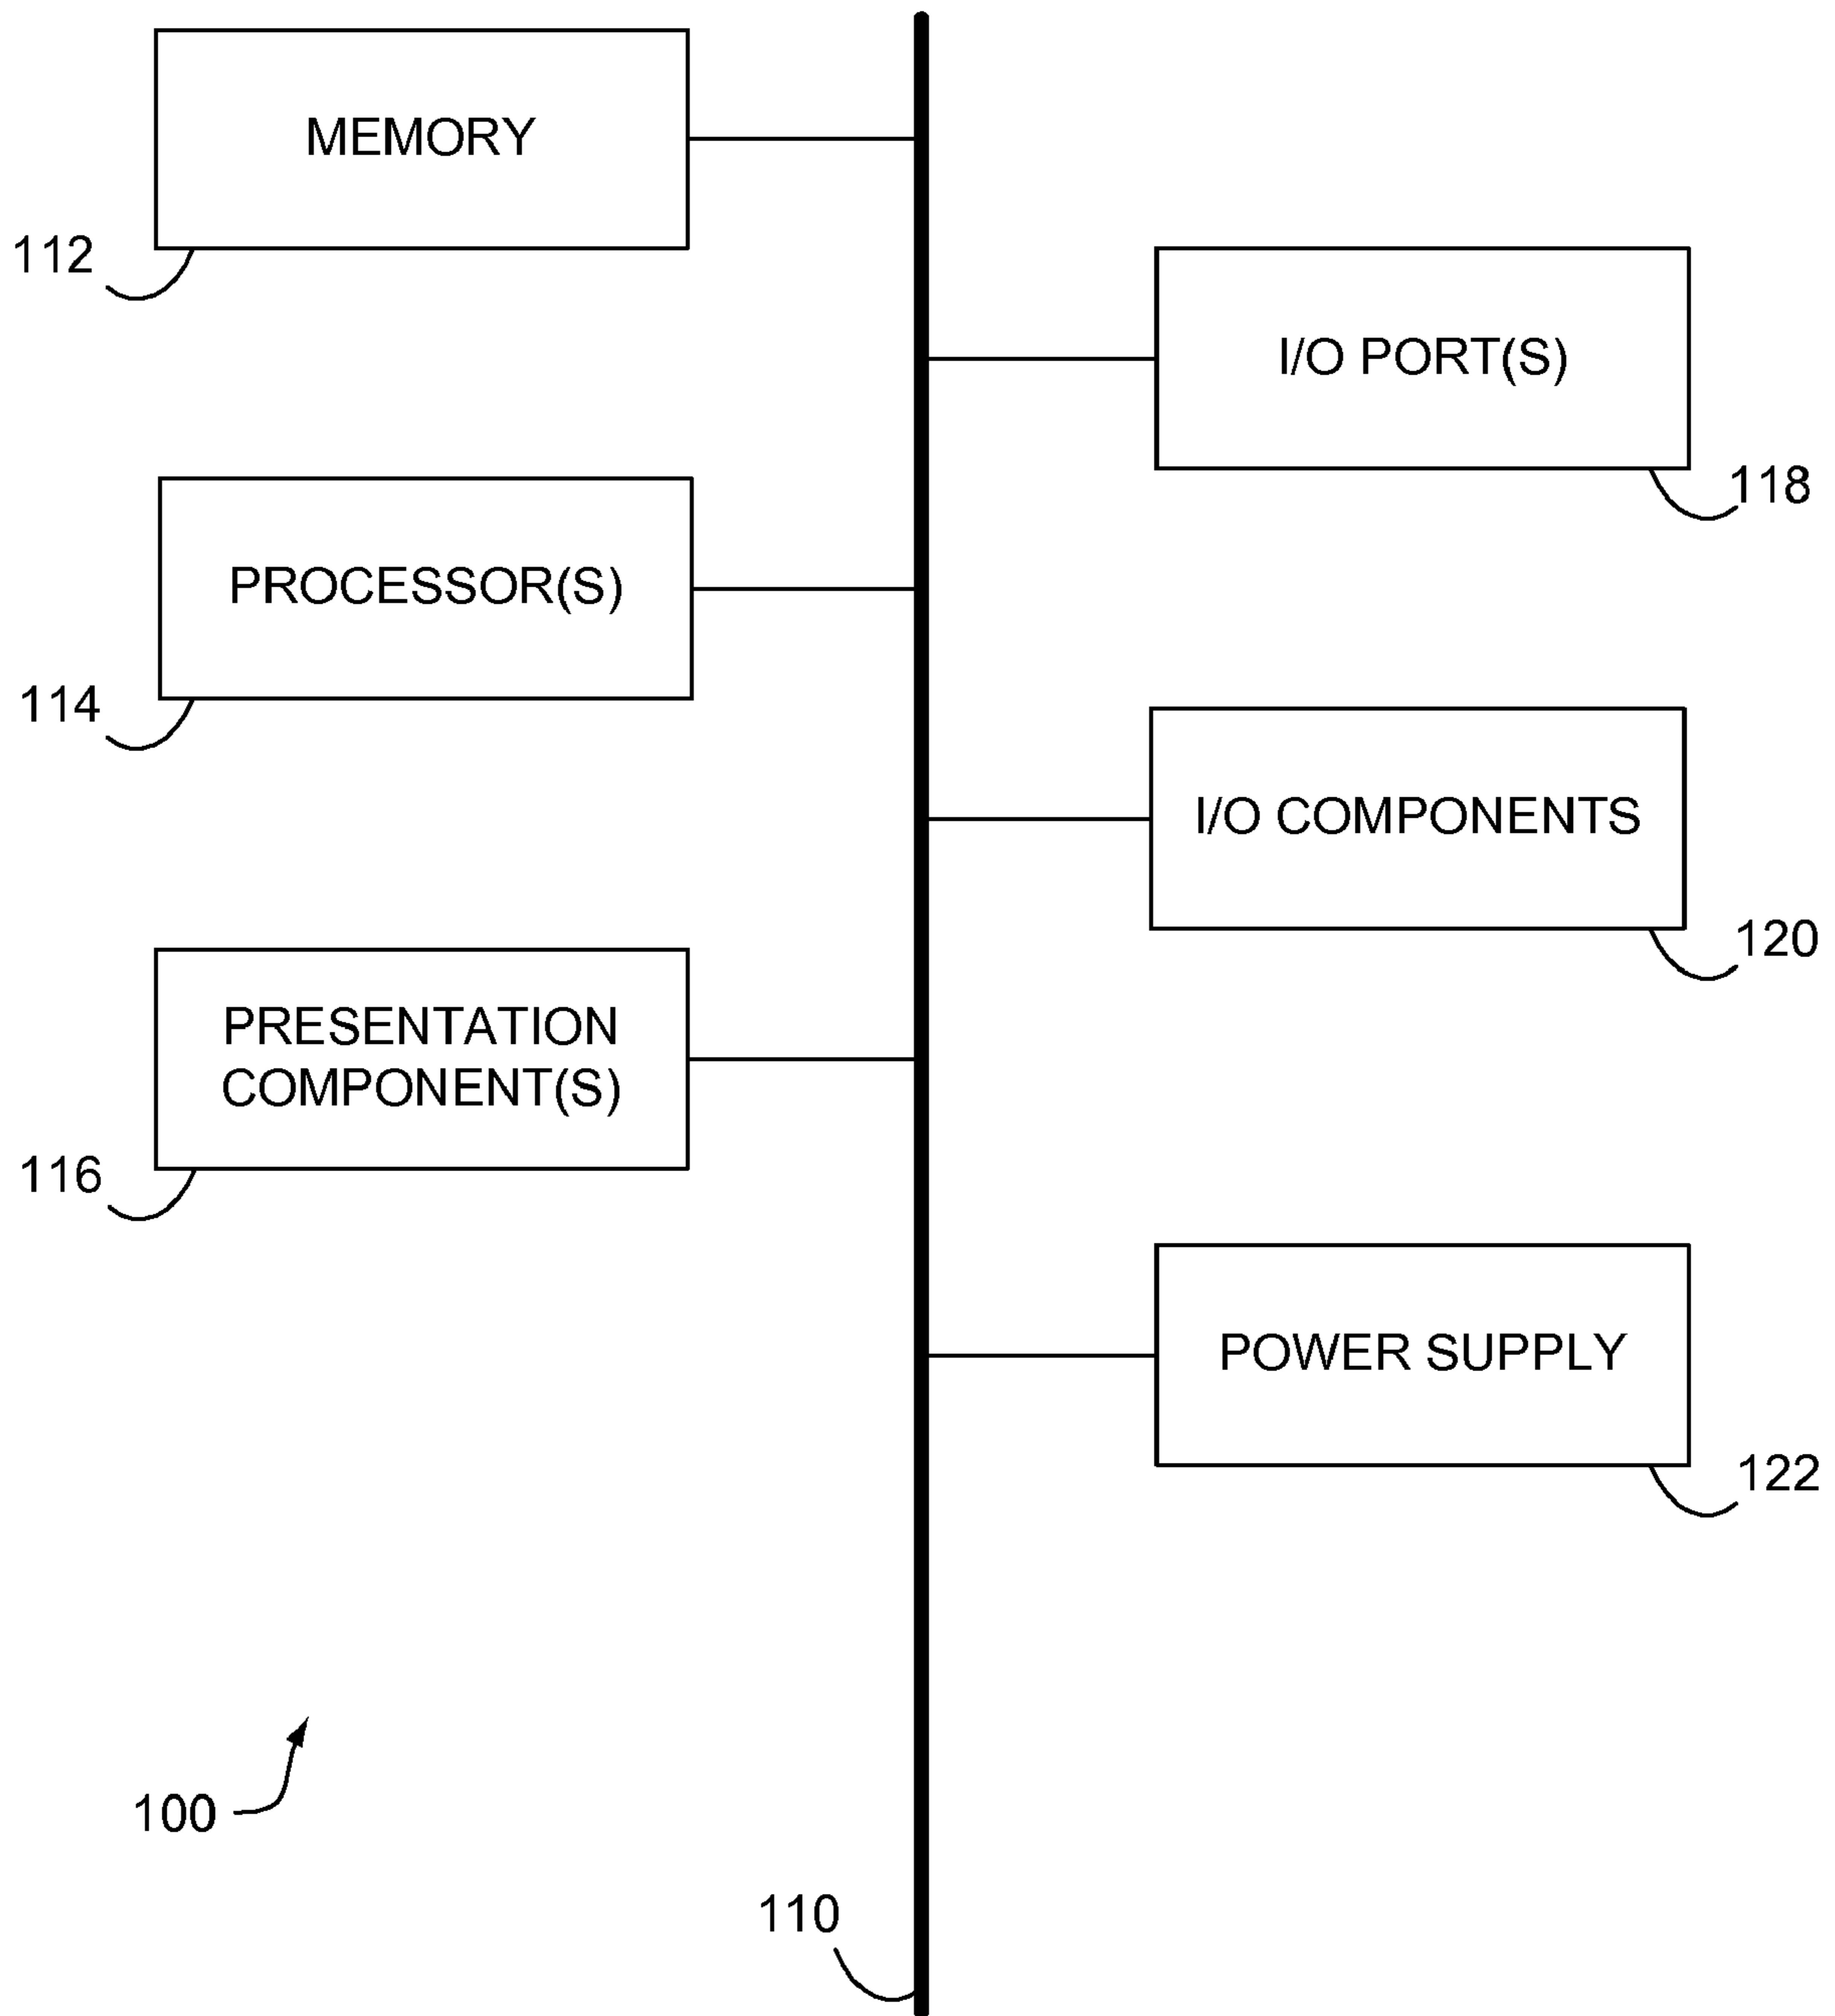 MEMORY
112
I/O PORT(S)
118
PROCESSOR(S)
114
I/O COMPONENTS
120
PRESENTATION
COMPONENT(S)
116
POWER SUPPLY
122
100
110